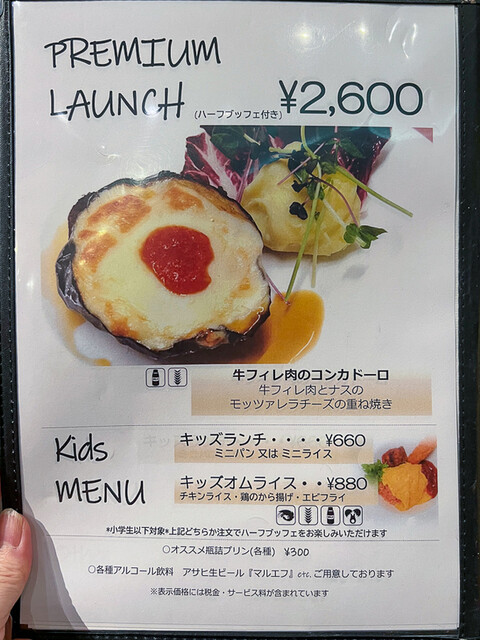 PREMIUM
LAUNCH (ハーフブッフェ付き) ¥2,600
牛フィレ肉のコンカドーロ
牛フィレ肉とナスの
モッツァレラチーズの重ね焼き
Kids
MENU
キッズランチ・・・・¥660
ミニパン 又は ミニライス
キッズオムライス・・¥880
チキンライス・鶏のから揚げ・エビフライ
*小学生以下対象*上記どちらか注文でハーフブッフェをお楽しみいただけます
○オススメ瓶詰プリン(各種) ¥300
○各種アルコール飲料 アサヒ生ビール『マルエフ』etc. ご用意しております
※表示価格には税金・サービス料が含まれています